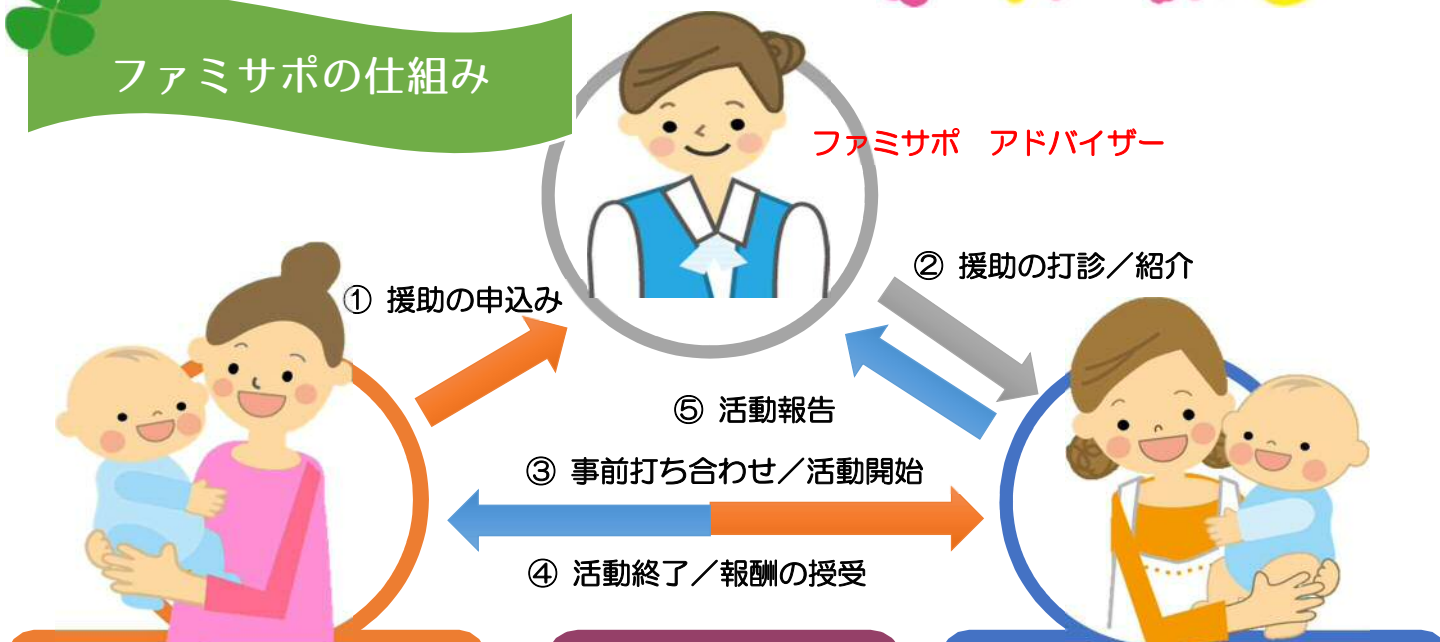 ファミサポの仕組み
ファミサポ　アドバイザー
② 援助の打診／紹介
① 援助の申込み
⑤ 活動報告
③ 事前打ち合わせ／活動開始
④ 活動終了／報酬の授受